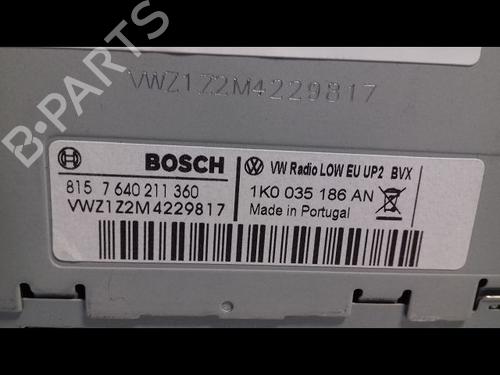 B-PARTS
VWZ1Z2M4229817
BOSCH
815 7 640 211 360
VWZ1Z2M4229817
VW Radio LOW EU UP2 BVX
1K0 035 186 AN
Made in Portugal